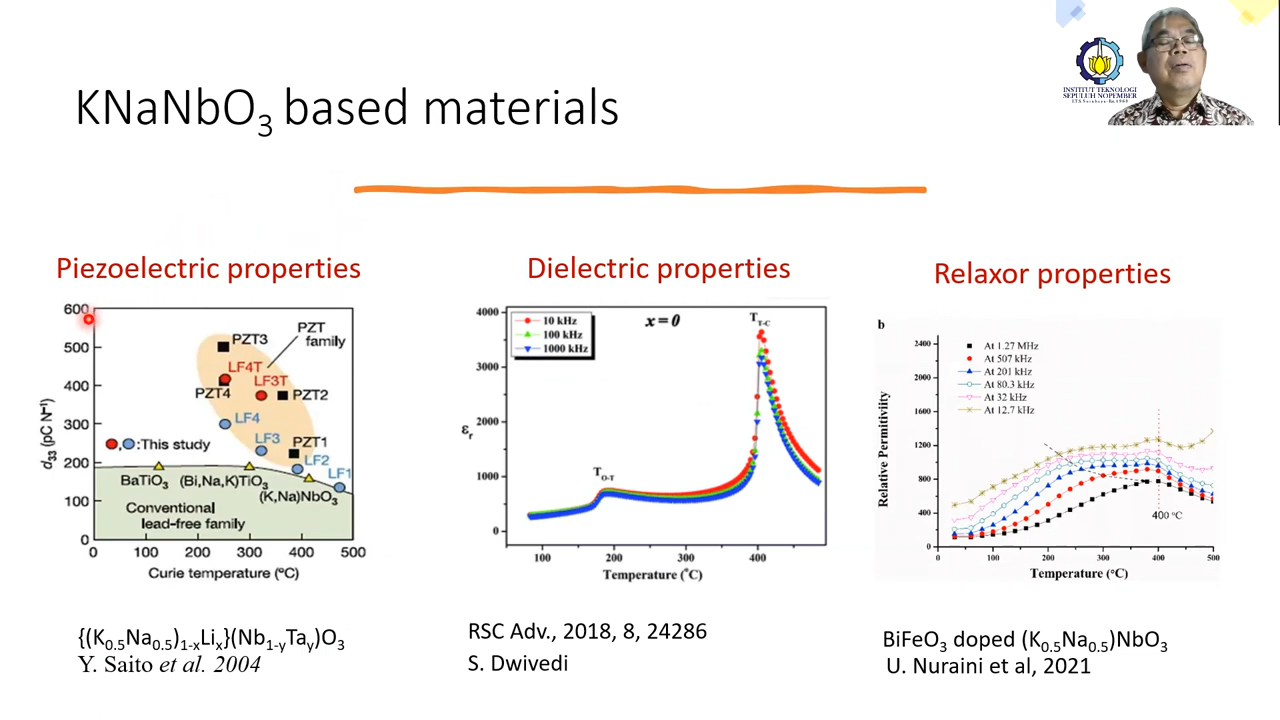 INSTITUT TEKNOLOGI
SEPULUH NOPEMBER
KNaNbO₃ based materials
Piezoelectric properties
600
500
400
300
200
100
0
d₃₃ (pC N⁻¹)
PZT3
PZT
family
LF4T
LF3T
PZT4
PZT2
LF4
LF3
PZT1
LF2
LF1
:This study
BaTiO₃
(Bi,Na,K)TiO₃
(K,Na)NbO₃
Conventional
lead-free family
0 100 200 300 400 500
Curie temperature (°C)
{(K₀.₅Na₀.₅)₁₋ₓLiₓ}(Nb₁₋yTay)O₃
Y. Saito et al. 2004
Dielectric properties
4000
3000
2000
1000
0
εr
10 kHz
100 kHz
1000 kHz
x = 0
T T-C
T O-T
100 200 300 400
Temperature (°C)
RSC Adv., 2018, 8, 24286
S. Dwivedi
Relaxor properties
b
2400
2000
1600
1200
800
400
0
Relative Permitivity
At 1.27 MHz
At 507 kHz
At 201 kHz
At 80.3 kHz
At 32 kHz
At 12.7 kHz
400 °C
0 100 200 300 400 500
Temperature (°C)
BiFeO₃ doped (K₀.₅Na₀.₅)NbO₃
U. Nuraini et al, 2021